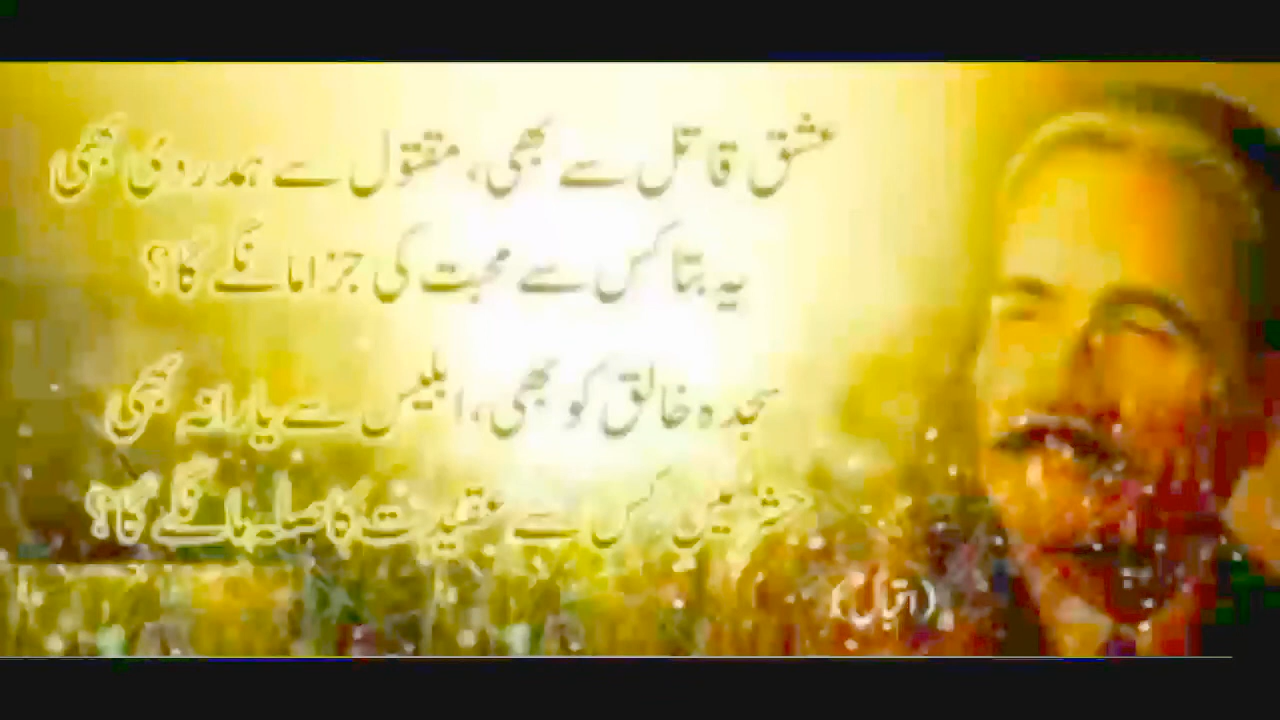 عشق قاتل سے بھی، مقتول سے ہمدردی بھی
یہ بتا کس سے محبت کی جزا مانگے گا؟
سجدہ خالق کو بھی، ابلیس سے یارانہ بھی
حشر میں کس سے عقیدت کا صلہ مانگے گا؟
(اقبال)